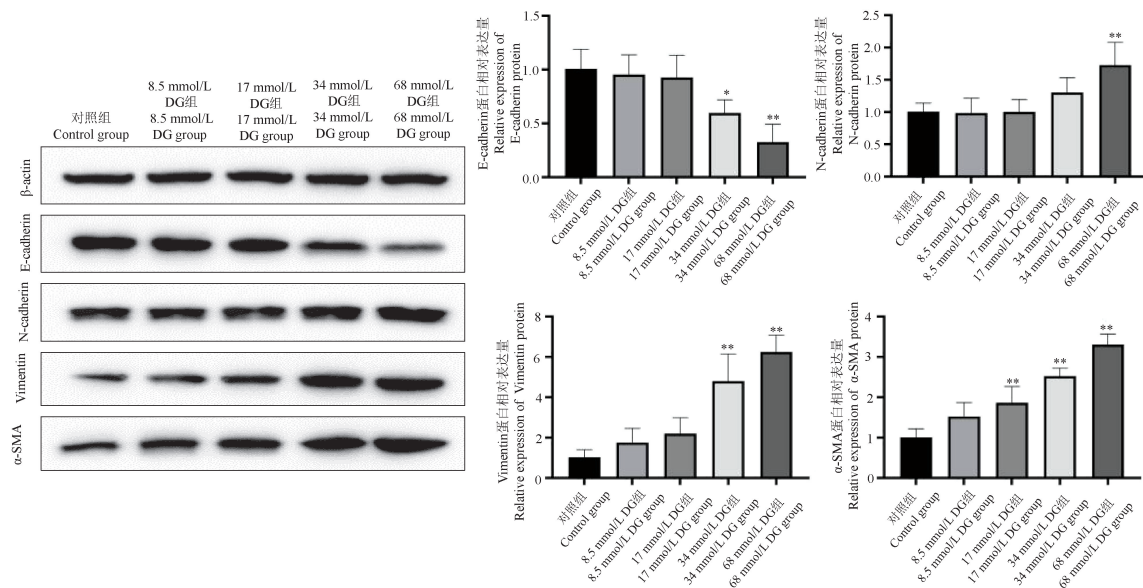 对照组
Control group
8.5 mmol/L
DG组
8.5 mmol/L
DG group
17 mmol/L
DG组
17 mmol/L
DG group
34 mmol/L
DG组
34 mmol/L
DG group
68 mmol/L
DG组
68 mmol/L
DG group
β-actin
E-cadherin
N-cadherin
Vimentin
α-SMA
E-cadherin蛋白相对表达量
Relative expression of
E-cadherin protein
1.5
1.0
0.5
0.0
*
**
对照组
Control group
8.5 mmol/L DG组
8.5 mmol/L DG group
17 mmol/L DG组
17 mmol/L DG group
34 mmol/L DG组
34 mmol/L DG group
68 mmol/L DG组
68 mmol/L DG group
N-cadherin蛋白相对表达量
Relative expression of
N-cadherin protein
2.5
2.0
1.5
1.0
0.5
0.0
**
对照组
Control group
8.5 mmol/L DG组
8.5 mmol/L DG group
17 mmol/L DG组
17 mmol/L DG group
34 mmol/L DG组
34 mmol/L DG group
68 mmol/L DG组
68 mmol/L DG group
Vimentin蛋白相对表达量
Relative expression of Vimentin protein
8
6
4
2
0
**
**
对照组
Control group
8.5 mmol/L DG组
8.5 mmol/L DG group
17 mmol/L DG组
17 mmol/L DG group
34 mmol/L DG组
34 mmol/L DG group
68 mmol/L DG组
68 mmol/L DG group
α-SMA蛋白相对表达量
Relative expression of α-SMA protein
4
3
2
1
0
**
**
**
对照组
Control group
8.5 mmol/L DG组
8.5 mmol/L DG group
17 mmol/L DG组
17 mmol/L DG group
34 mmol/L DG组
34 mmol/L DG group
68 mmol/L DG组
68 mmol/L DG group